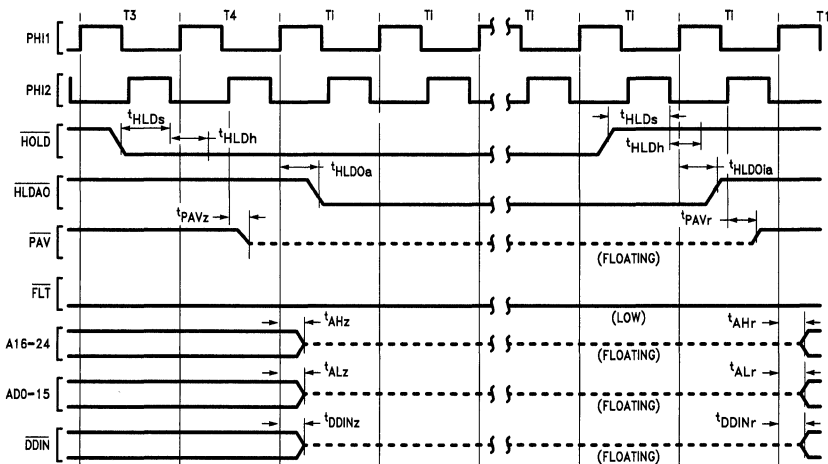 T3 T4 Ti Ti Ti Ti Ti T1
PHI1
PHI2
tHLDs tHLDs
HOLD
tHLDh tHLDh
tHLDOa tHLDOia
HLDAO
tPAVz tPAVr
PAV
(FLOATING)
FLT
(LOW)
tAHz tAHr
A16-24
(FLOATING)
tALz tALr
AD0-15
(FLOATING)
tDDINz tDDINr
DDIN
(FLOATING)